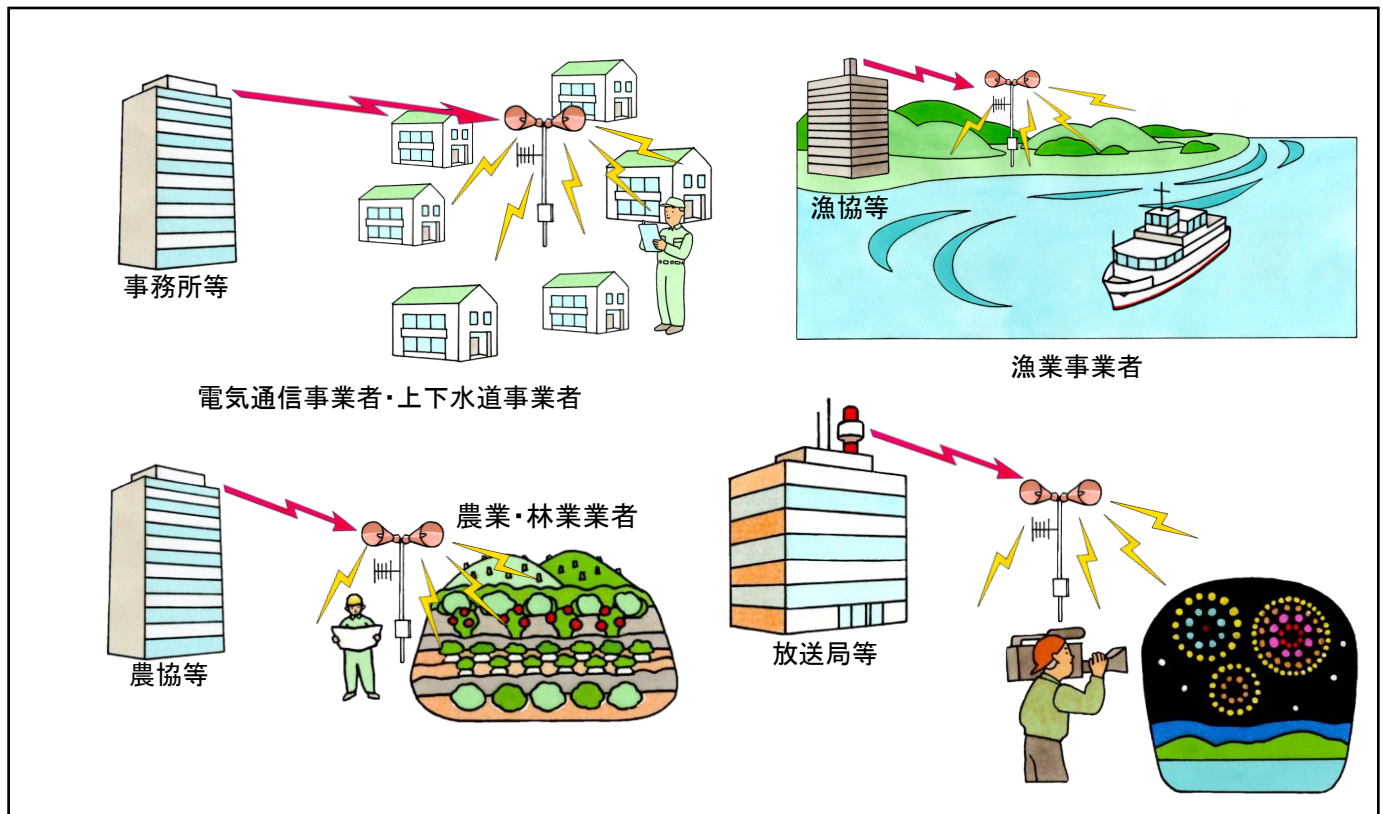 事務所等
電気通信事業者・上下水道事業者
漁協等
漁業事業者
農協等
農業・林業業者
放送局等